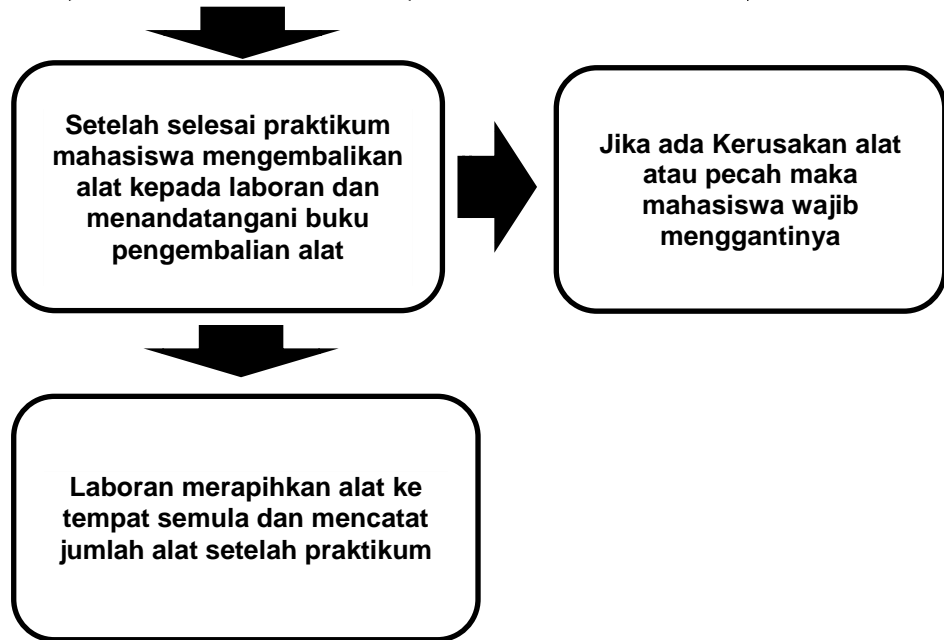 Setelah selesai praktikum
mahasiswa mengembalikan
alat kepada laboran dan
menandatangani buku
pengembalian alat
Jika ada Kerusakan alat
atau pecah maka
mahasiswa wajib
menggantinya
Laboran merapihkan alat ke
tempat semula dan mencatat
jumlah alat setelah praktikum